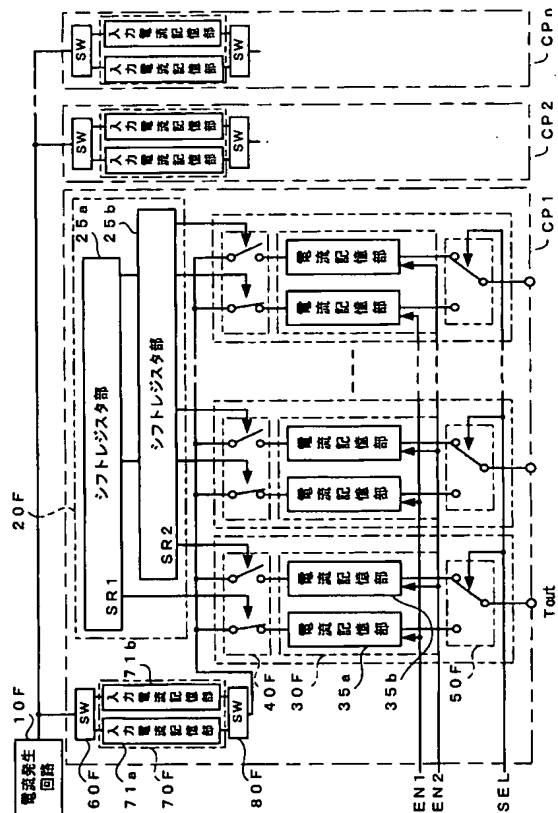 電流発生
回路
10F
20F
25a
25b
シフトレジスタ部
SR1
シフトレジスタ部
SR2
SW
入力電流記憶部
入力電流記憶部
SW
60F
71a
71b
70F
80F
SW
入力電流記憶部
入力電流記憶部
SW
SW
入力電流記憶部
入力電流記憶部
SW
電流記憶部
電流記憶部
電流記憶部
電流記憶部
電流記憶部
電流記憶部
40F
30F
35a
35b
50F
EN1
EN2
SEL
Tout
CP1
CP2
CPn